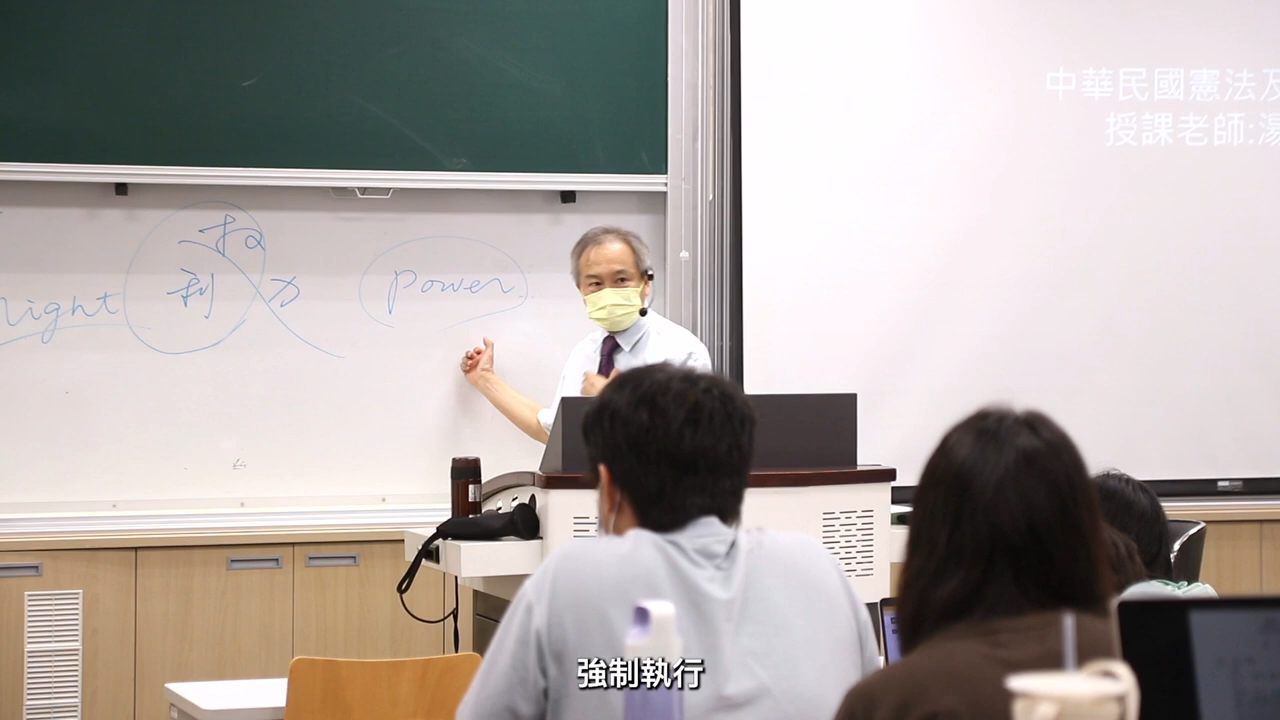 中華民國憲法及
授課老師:湯
权
right 利 力 power
強制執行